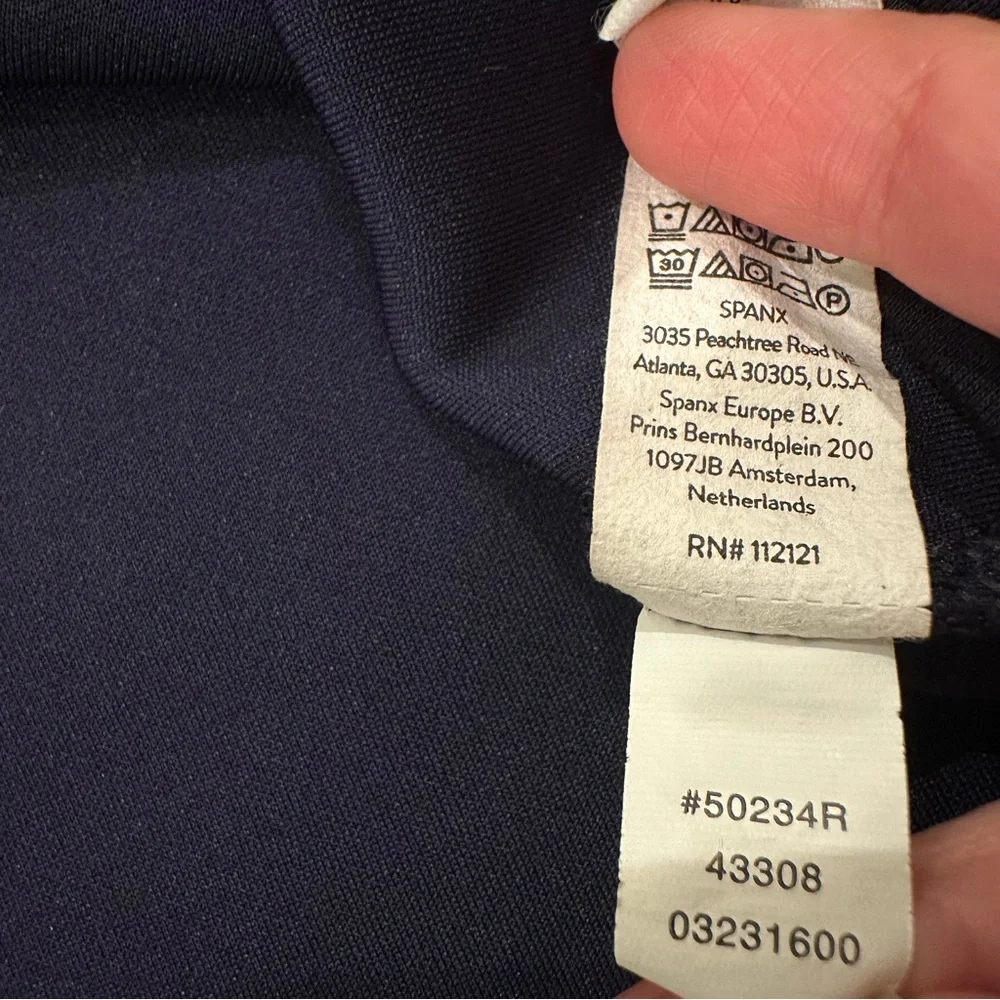 30
P
SPANX
3035 Peachtree Road NE
Atlanta, GA 30305, U.S.A.
Spanx Europe B.V.
Prins Bernhardplein 200
1097JB Amsterdam,
Netherlands
RN# 112121
#50234R
43308
03231600